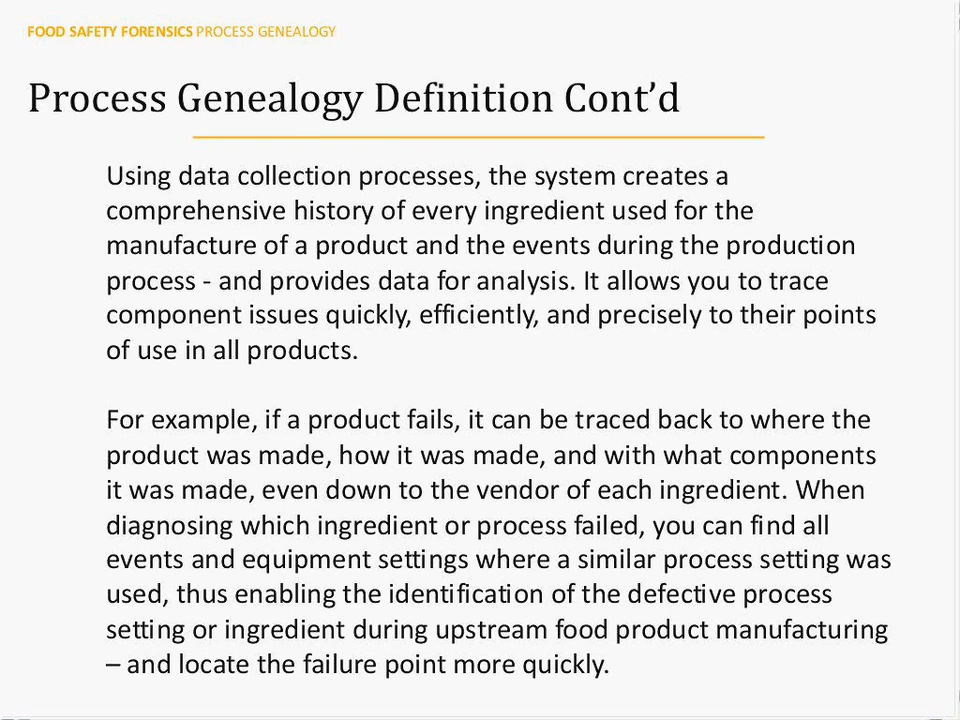 FOOD SAFETY FORENSICS PROCESS GENEALOGY
Process Genealogy Definition Cont’d
Using data collection processes, the system creates a
comprehensive history of every ingredient used for the
manufacture of a product and the events during the production
process - and provides data for analysis. It allows you to trace
component issues quickly, efficiently, and precisely to their points
of use in all products.
For example, if a product fails, it can be traced back to where the
product was made, how it was made, and with what components
it was made, even down to the vendor of each ingredient. When
diagnosing which ingredient or process failed, you can find all
events and equipment settings where a similar process setting was
used, thus enabling the identification of the defective process
setting or ingredient during upstream food product manufacturing
– and locate the failure point more quickly.